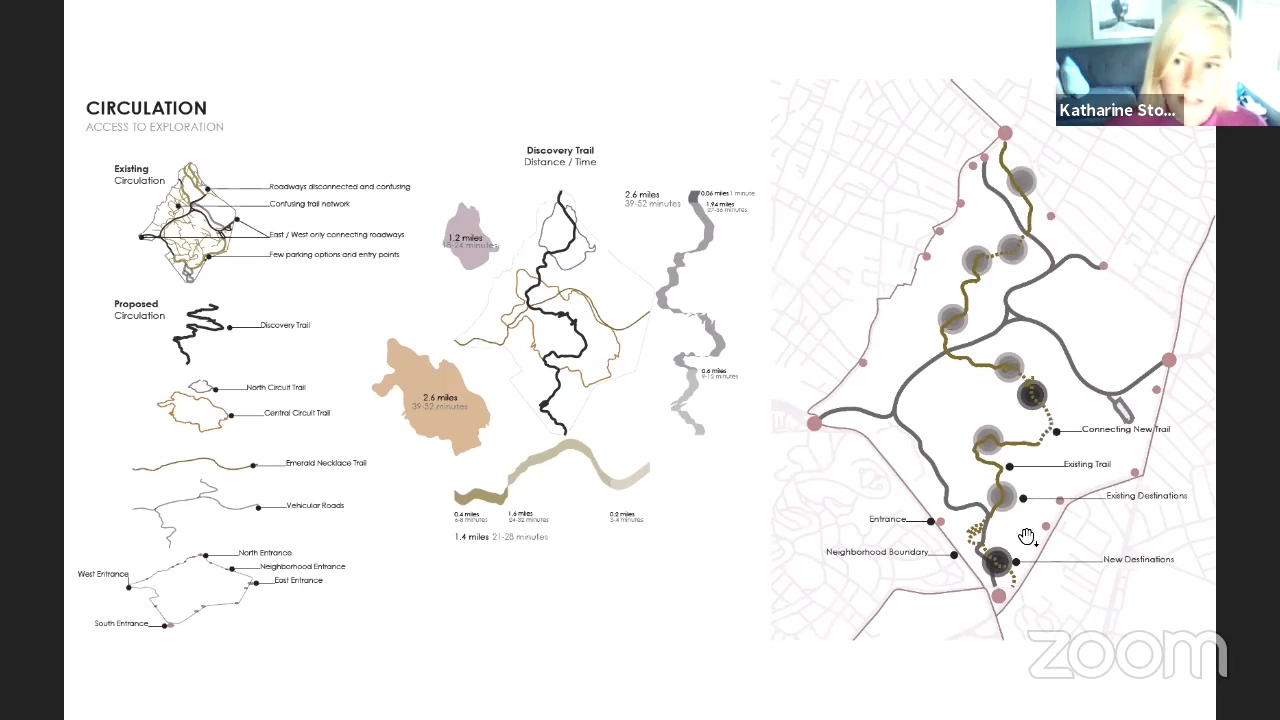 Katharine Sto...
CIRCULATION
ACCESS TO EXPLORATION
Existing
Circulation
Roadways disconnected and confusing
Confusing trail network
East / West only connecting roadways
Few parking options and entry points
Proposed
Circulation
Discovery Trail
North Circuit Trail
Central Circuit Trail
Emerald Necklace Trail
Vehicular Roads
North Entrance
Neighborhood Entrance
East Entrance
West Entrance
South Entrance
Discovery Trail
Distance / Time
1.2 miles
18-24 minutes
2.6 miles
39-52 minutes
2.6 miles
39-52 minutes
0.06 miles 1 minute
1.94 miles
27-36 minutes
0.6 miles
9-12 minutes
0.4 miles
6-8 minutes
1.6 miles
24-32 minutes
0.2 miles
3-4 minutes
1.4 miles 21-28 minutes
Connecting New Trail
Existing Trail
Existing Destinations
Entrance
Neighborhood Boundary
New Destinations
zoom